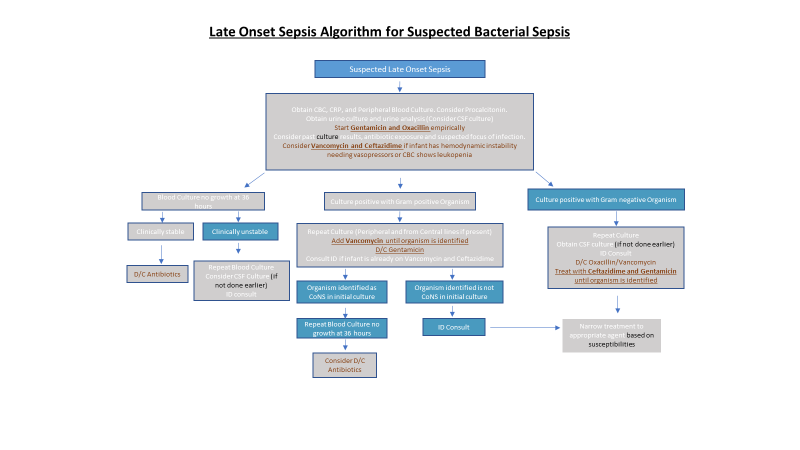 Late Onset Sepsis Algorithm for Suspected Bacterial Sepsis
Suspected Late Onset Sepsis
Obtain CBC, CRP, and Peripheral Blood Culture. Consider Procalcitonin.
Obtain urine culture and urine analysis (Consider CSF culture)
Start Gentamicin and Oxacillin empirically
Consider past culture results, antibiotic exposure and suspected focus of infection.
Consider Vancomycin and Ceftazidime if infant has hemodynamic instability
needing vasopressors or CBC shows leukopenia
Blood Culture no growth at 36
hours
Culture positive with Gram positive Organism
Culture positive with Gram negative Organism
Clinically stable
Clinically unstable
D/C Antibiotics
Repeat Blood Culture
Consider CSF Culture (if
not done earlier)
ID consult
Repeat Culture (Peripheral and from Central lines if present)
Add Vancomycin until organism is identified
D/C Gentamicin
Consult ID if infant is already on Vancomycin and Ceftazidime
Organism identified as
CoNS in initial culture
Organism identified is not
CoNS in initial culture
Repeat Blood Culture no
growth at 36 hours
ID Consult
Consider D/C
Antibiotics
Repeat Culture
Obtain CSF culture (if not done earlier)
ID Consult
D/C Oxacillin/Vancomycin
Treat with Ceftazidime and Gentamicin
until organism is identified
Narrow treatment to
appropriate agent based on
susceptibilities